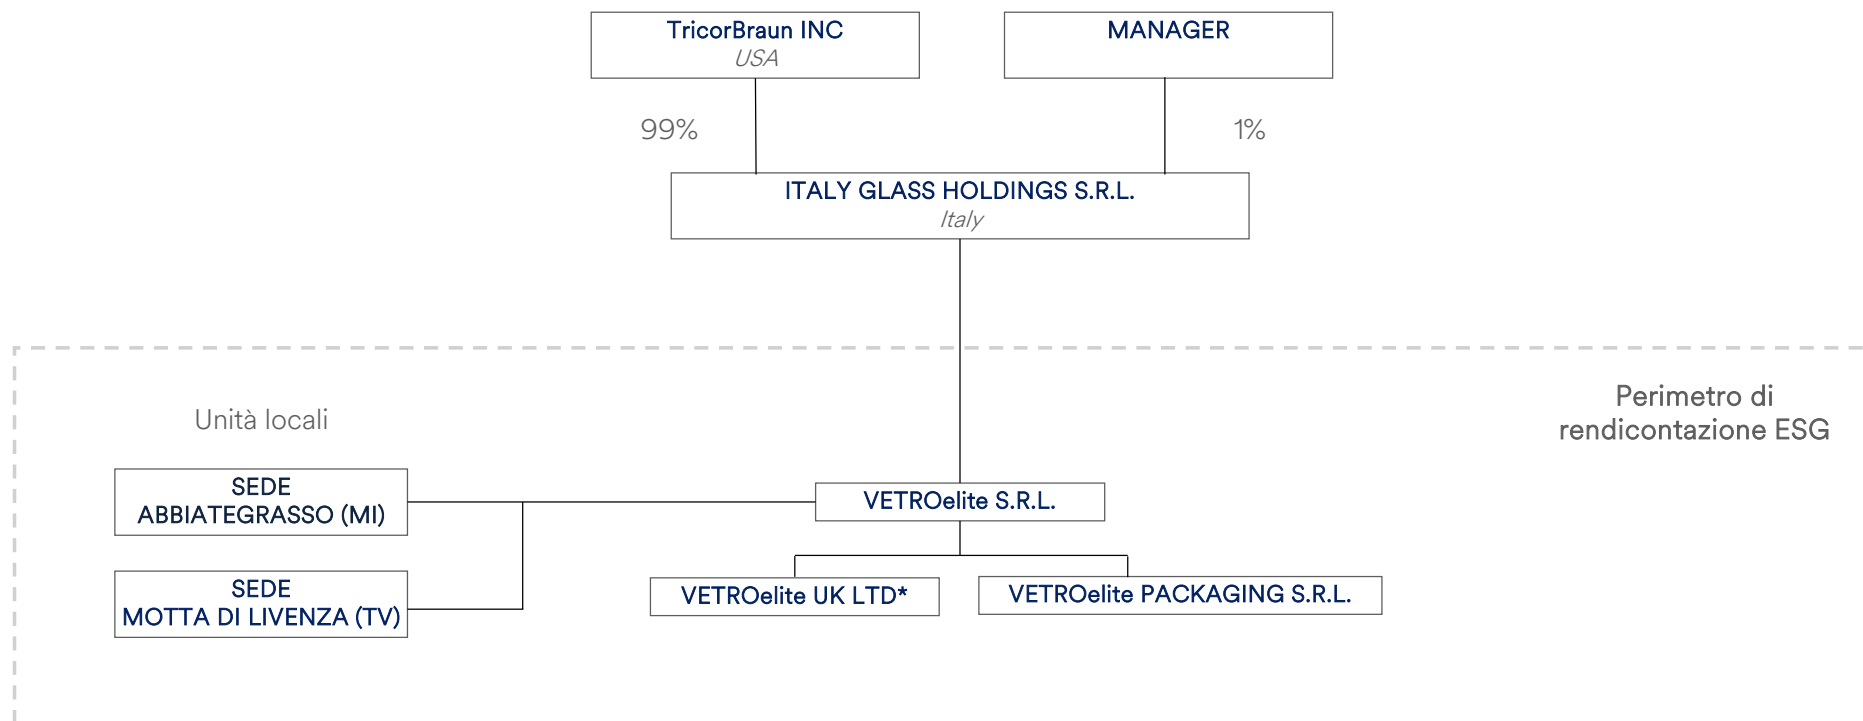 TricorBraun INC
USA
MANAGER
99%
1%
ITALY GLASS HOLDINGS S.R.L.
Italy
Perimetro di
rendicontazione ESG
Unità locali
SEDE
ABBIATEGRASSO (MI)
VETROelite S.R.L.
SEDE
MOTTA DI LIVENZA (TV)
VETROelite UK LTD*
VETROelite PACKAGING S.R.L.